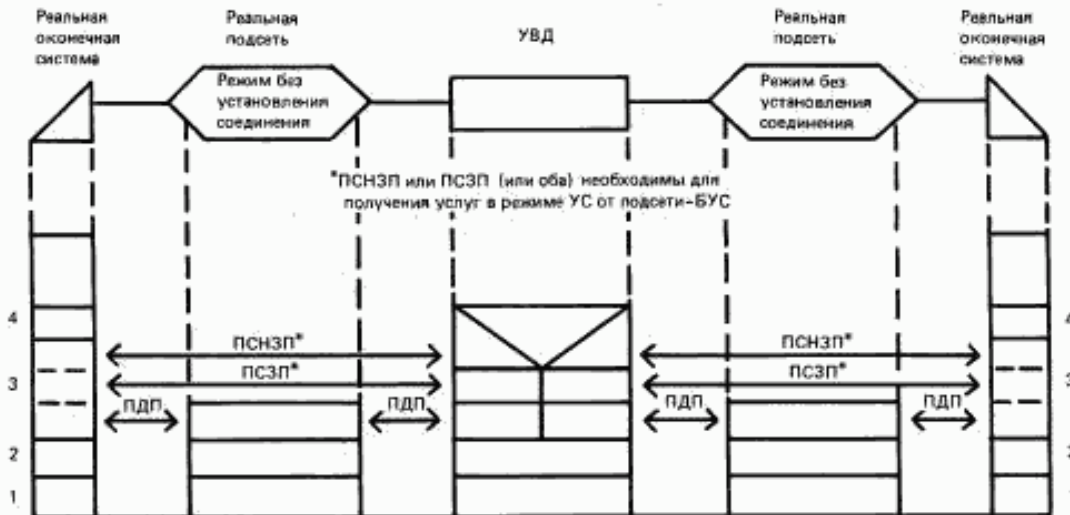 Реальная
оконечная
система
Реальная
подсеть
УВД
Реальная
подсеть
Реальная
оконечная
система
Режим без
установления
соединения
Режим без
установления
соединения
*ПСНЗП или ПСЗП (или оба) необходимы для
получения услуг в режиме УС от подсети-БУС
4
4
ПСНЗП*
ПСНЗП*
3
ПСЗП*
ПСЗП*
3
ПДП
ПДП
ПДП
ПДП
2
2
1
1